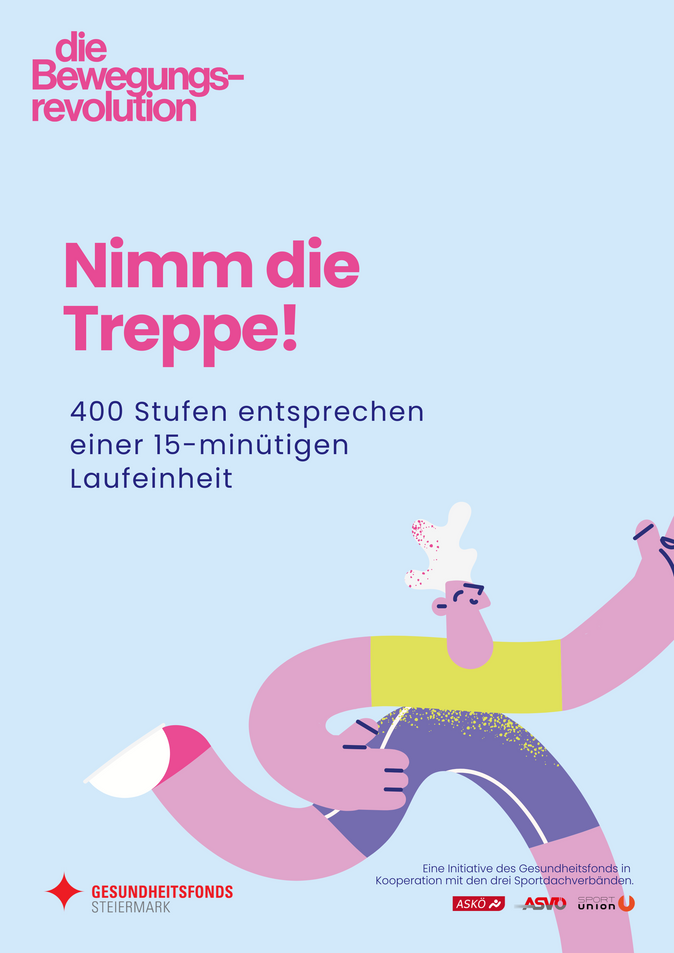 die
Bewegungs-
revolution
Nimm die
Treppe!
400 Stufen entsprechen
einer 15-minütigen
Laufeinheit
Eine Initiative des Gesundheitsfonds in
Kooperation mit den drei Sportdachverbänden.
GESUNDHEITSFONDS
STEIERMARK
ASKÖ
ASVÖ
SPORT
union